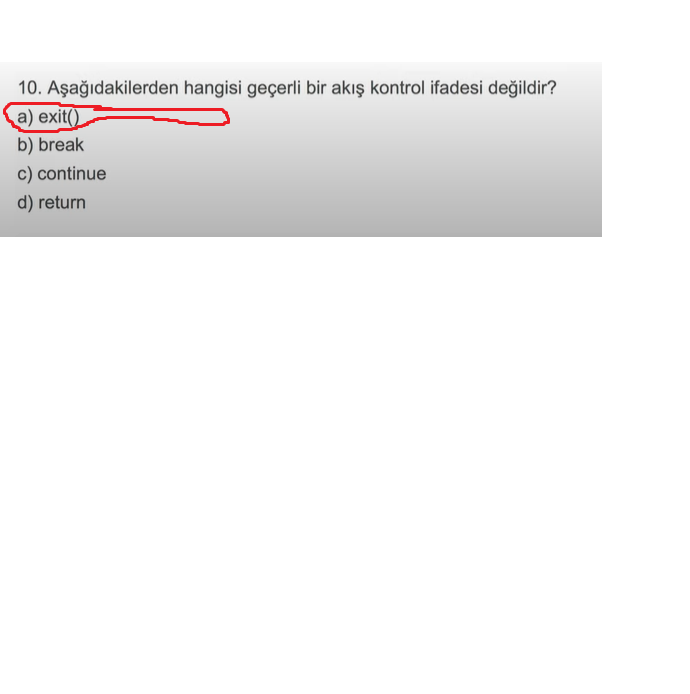 10. Aşağıdakilerden hangisi geçerli bir akış kontrol ifadesi değildir?
a) exit()
b) break
c) continue
d) return